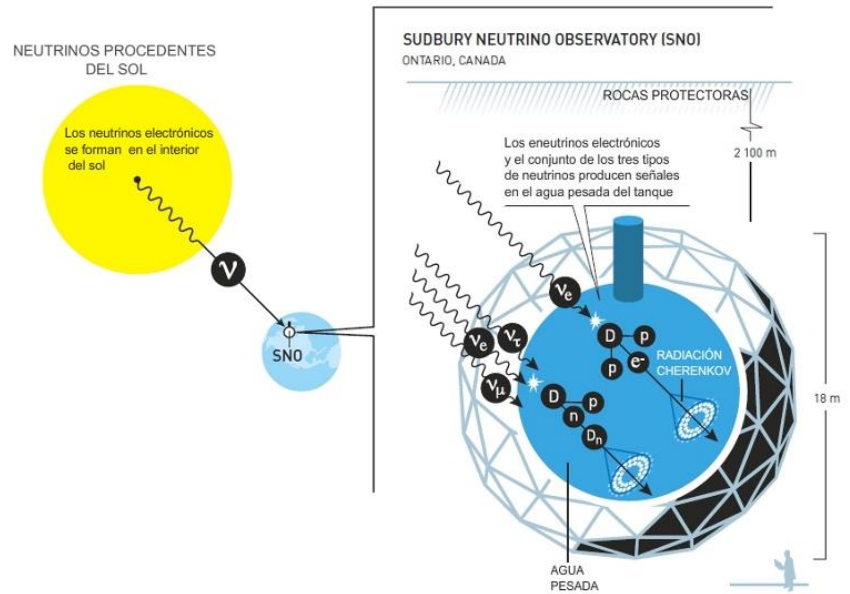 NEUTRINOS PROCEDENTES
DEL SOL
Los neutrinos electrónicos
se forman en el interior
del sol
ν
SNO
SUDBURY NEUTRINO OBSERVATORY (SNO)
ONTARIO, CANADA
ROCAS PROTECTORAS
2 100 m
Los eneutrinos electrónicos
y el conjunto de los tres tipos
de neutrinos producen señales
en el agua pesada del tanque
νe
ντ
νe
νμ
D
p
p
e-
RADIACIÓN
CHERENKOV
D
p
n
Dn
18 m
AGUA
PESADA